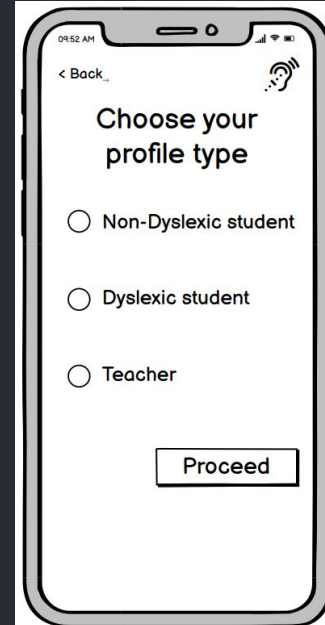 09:52 AM
< Back
Choose your
profile type
Non-Dyslexic student
Dyslexic student
Teacher
Proceed